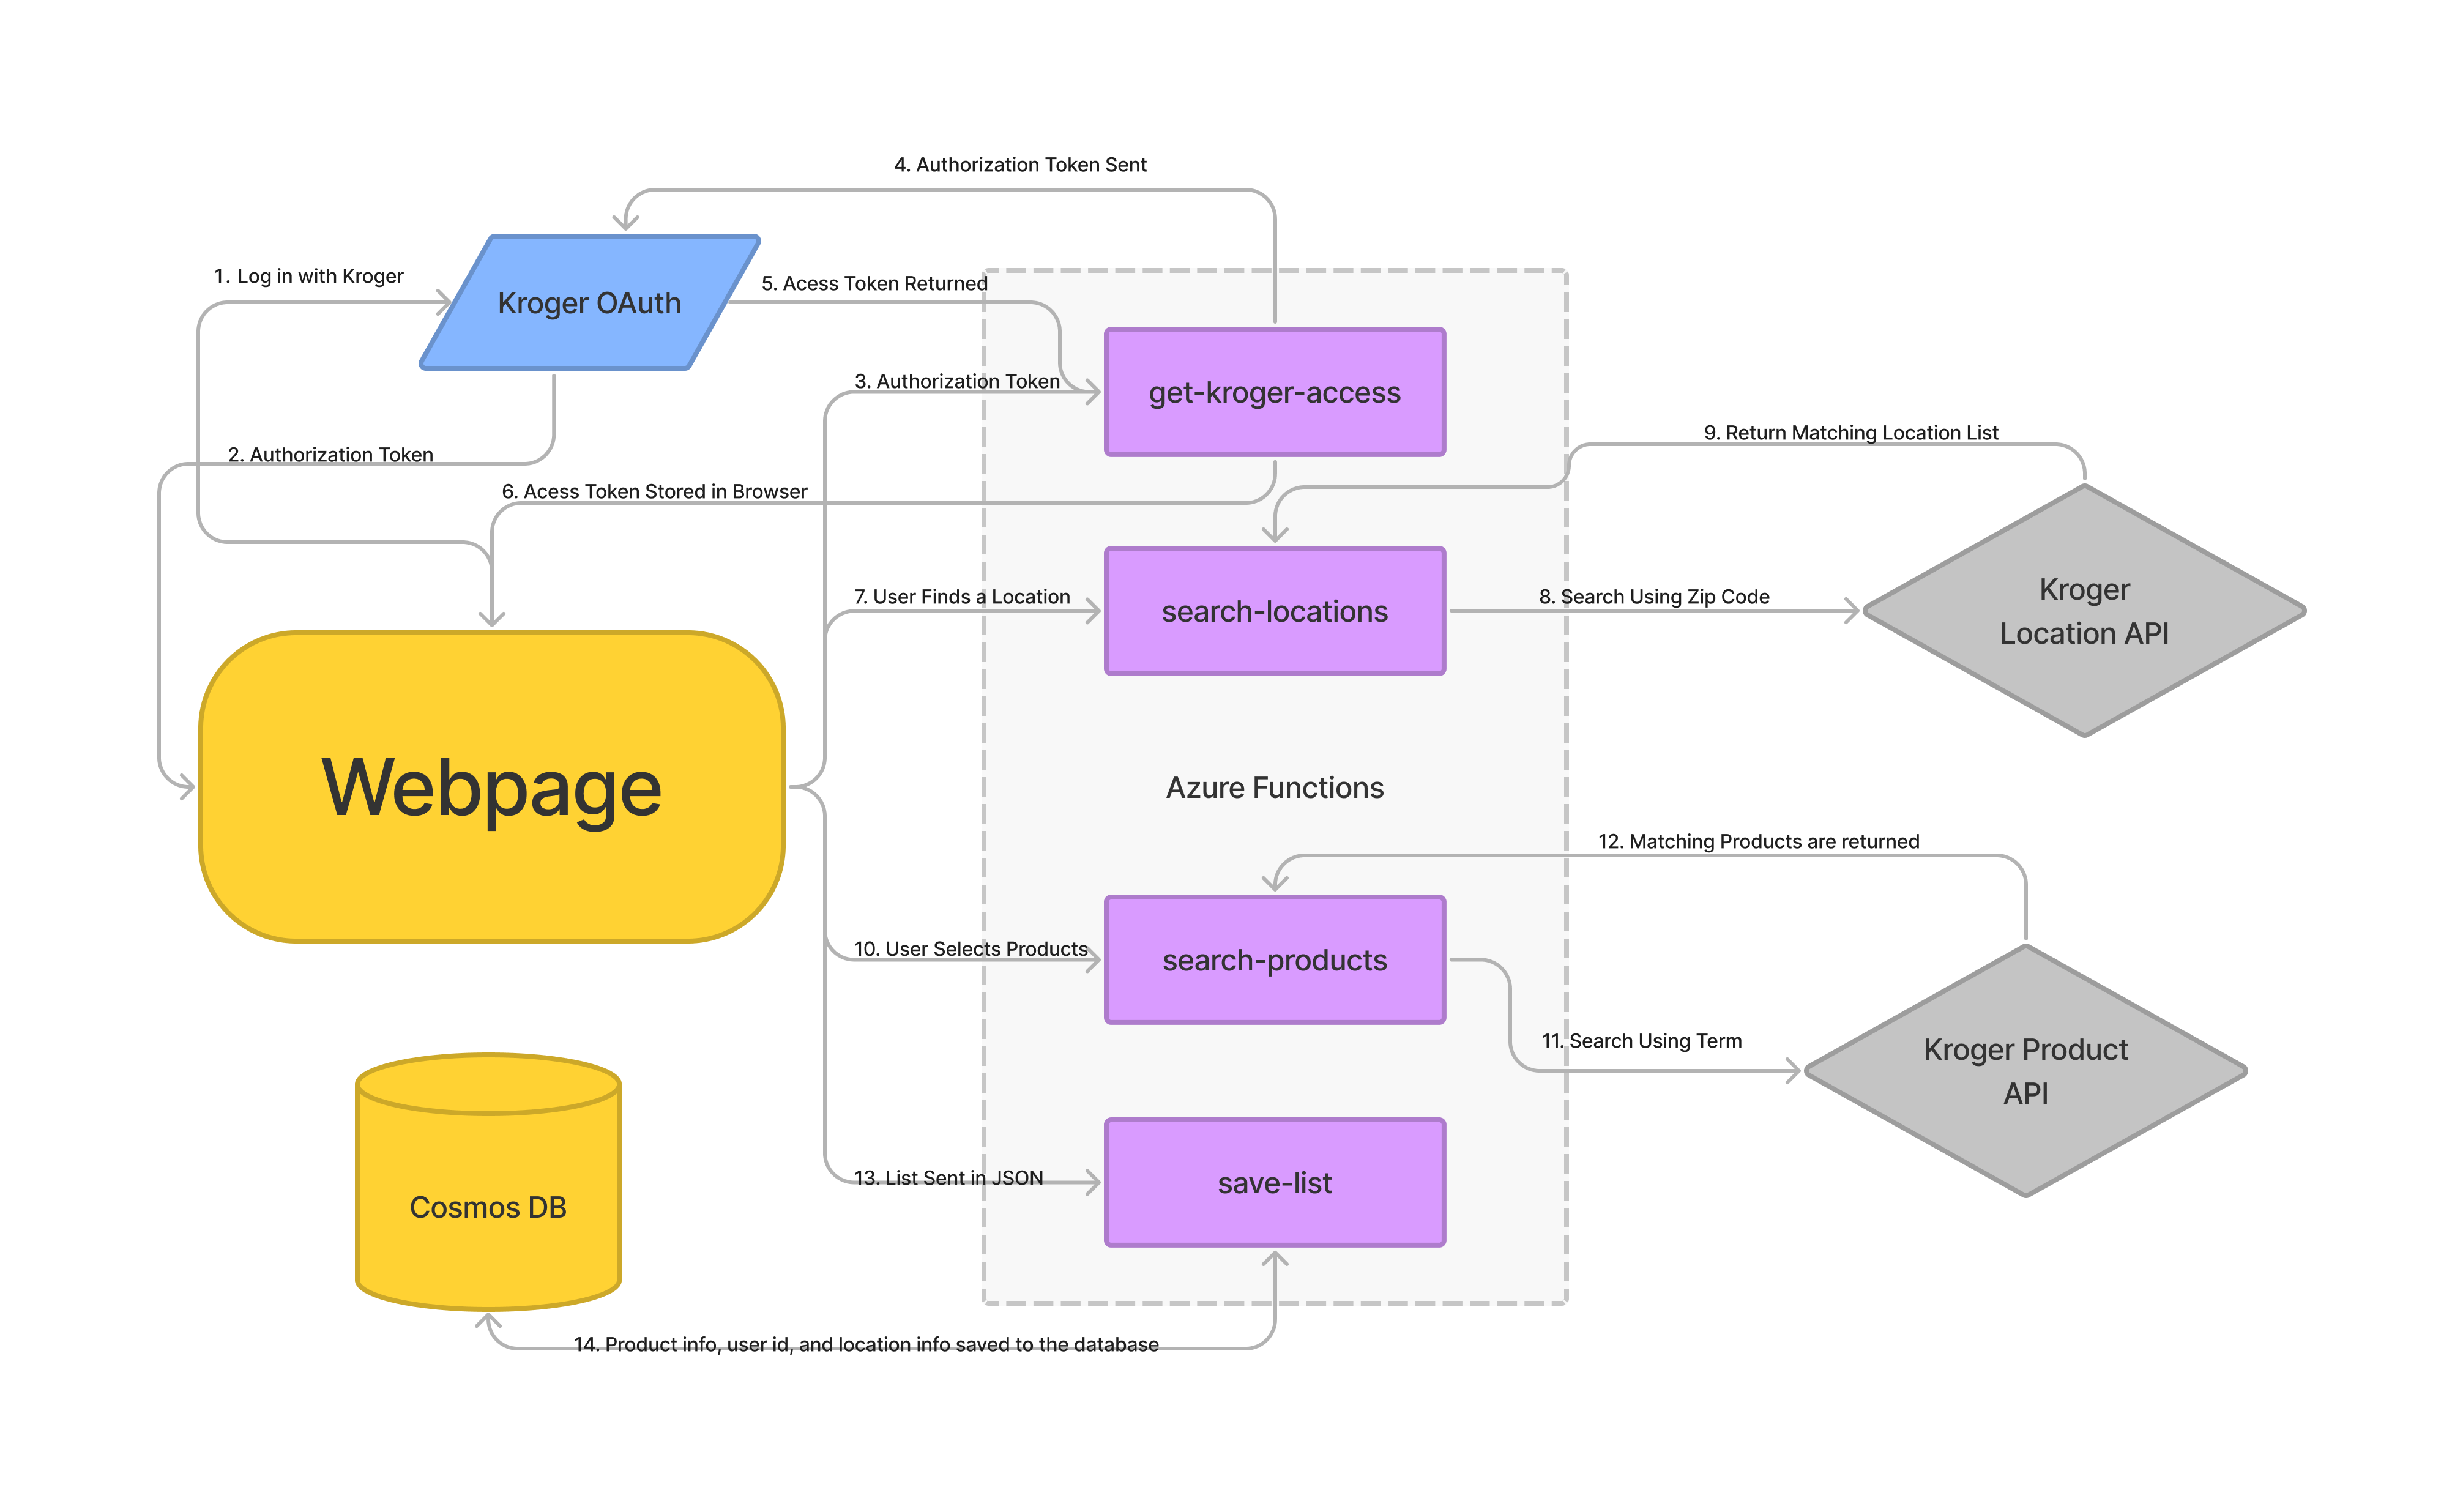 4. Authorization Token Sent
1. Log in with Kroger
5. Acess Token Returned
Kroger OAuth
3. Authorization Token
get-kroger-access
2. Authorization Token
9. Return Matching Location List
6. Acess Token Stored in Browser
7. User Finds a Location
search-locations
8. Search Using Zip Code
Kroger
Location API
Webpage
Azure Functions
12. Matching Products are returned
10. User Selects Products
search-products
11. Search Using Term
Kroger Product
API
13. List Sent in JSON
save-list
Cosmos DB
14. Product info, user id, and location info saved to the database